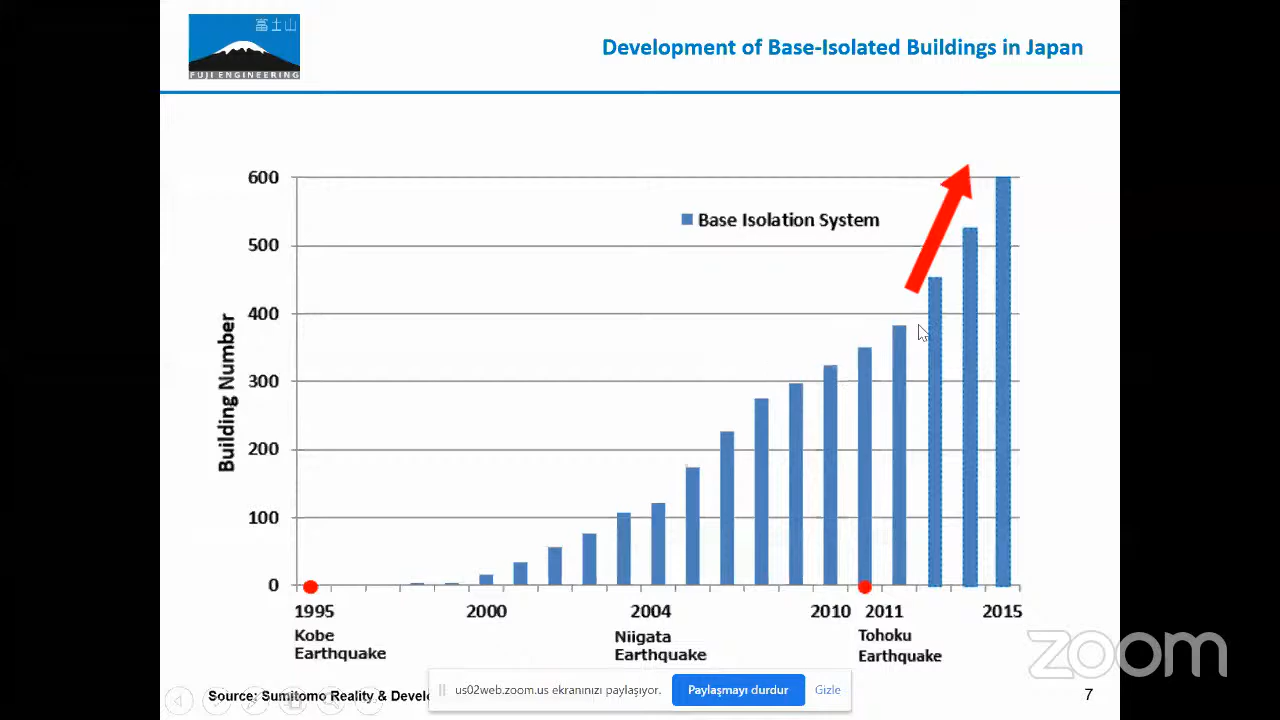 富士山
FUJI ENGINEERING
Development of Base-Isolated Buildings in Japan
600
500
400
300
200
100
0
Building Number
Base Isolation System
1995
2000
2004
2010
2011
2015
Kobe
Earthquake
Niigata
Earthquake
Tohoku
Earthquake
zoom
Source: Sumitomo Reality &
us02web.zoom.us ekranınızı paylaşıyor.
Paylaşmayı durdur
Gizle
7